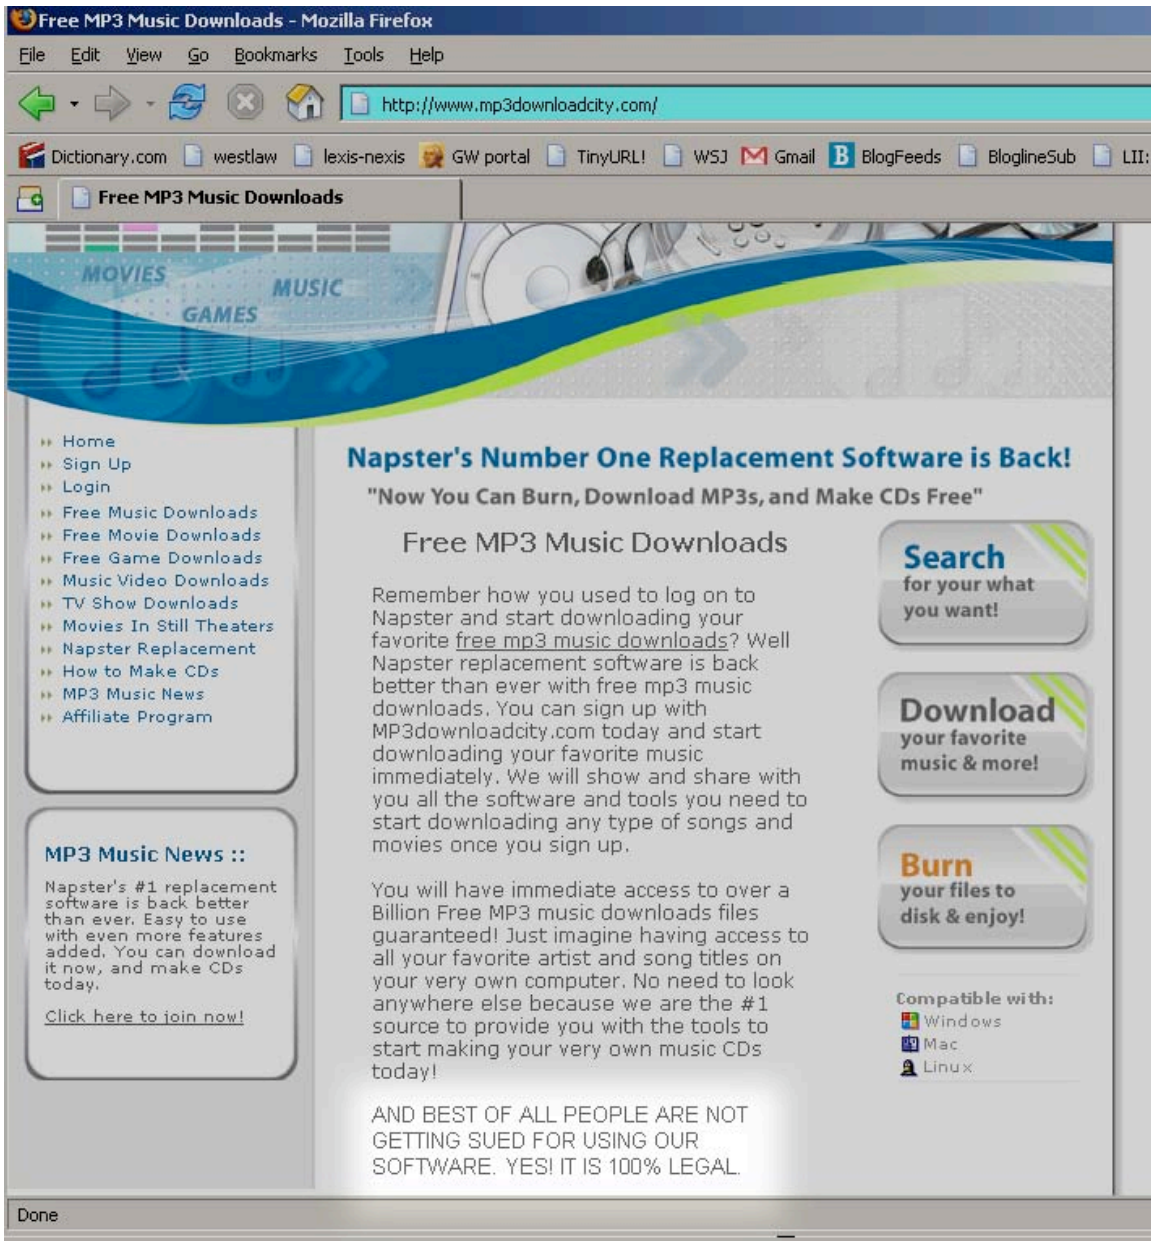 Free MP3 Music Downloads - Mozilla Firefox
File Edit View Go Bookmarks Tools Help
http://www.mp3downloadcity.com/
Dictionary.com westlaw lexis-nexis GW portal TinyURL! WSJ Gmail BlogFeeds BloglineSub LII:
Free MP3 Music Downloads
MOVIES
MUSIC
GAMES
Home
Sign Up
Login
Free Music Downloads
Free Movie Downloads
Free Game Downloads
Music Video Downloads
TV Show Downloads
Movies In Still Theaters
Napster Replacement
How to Make CDs
MP3 Music News
Affiliate Program
MP3 Music News ::
Napster's #1 replacement
software is back better
than ever. Easy to use
with even more features
added. You can download
it now, and make CDs
today.
Click here to join now!
Napster's Number One Replacement Software is Back!
"Now You Can Burn, Download MP3s, and Make CDs Free"
Free MP3 Music Downloads
Remember how you used to log on to
Napster and start downloading your
favorite free mp3 music downloads? Well
Napster replacement software is back
better than ever with free mp3 music
downloads. You can sign up with
MP3downloadcity.com today and start
downloading your favorite music
immediately. We will show and share with
you all the software and tools you need to
start downloading any type of songs and
movies once you sign up.
You will have immediate access to over a
Billion Free MP3 music downloads files
guaranteed! Just imagine having access to
all your favorite artist and song titles on
your very own computer. No need to look
anywhere else because we are the #1
source to provide you with the tools to
start making your very own music CDs
today!
AND BEST OF ALL PEOPLE ARE NOT
GETTING SUED FOR USING OUR
SOFTWARE. YES! IT IS 100% LEGAL.
Search
for your what
you want!
Download
your favorite
music & more!
Burn
your files to
disk & enjoy!
Compatible with:
Windows
Mac
Linux
Done